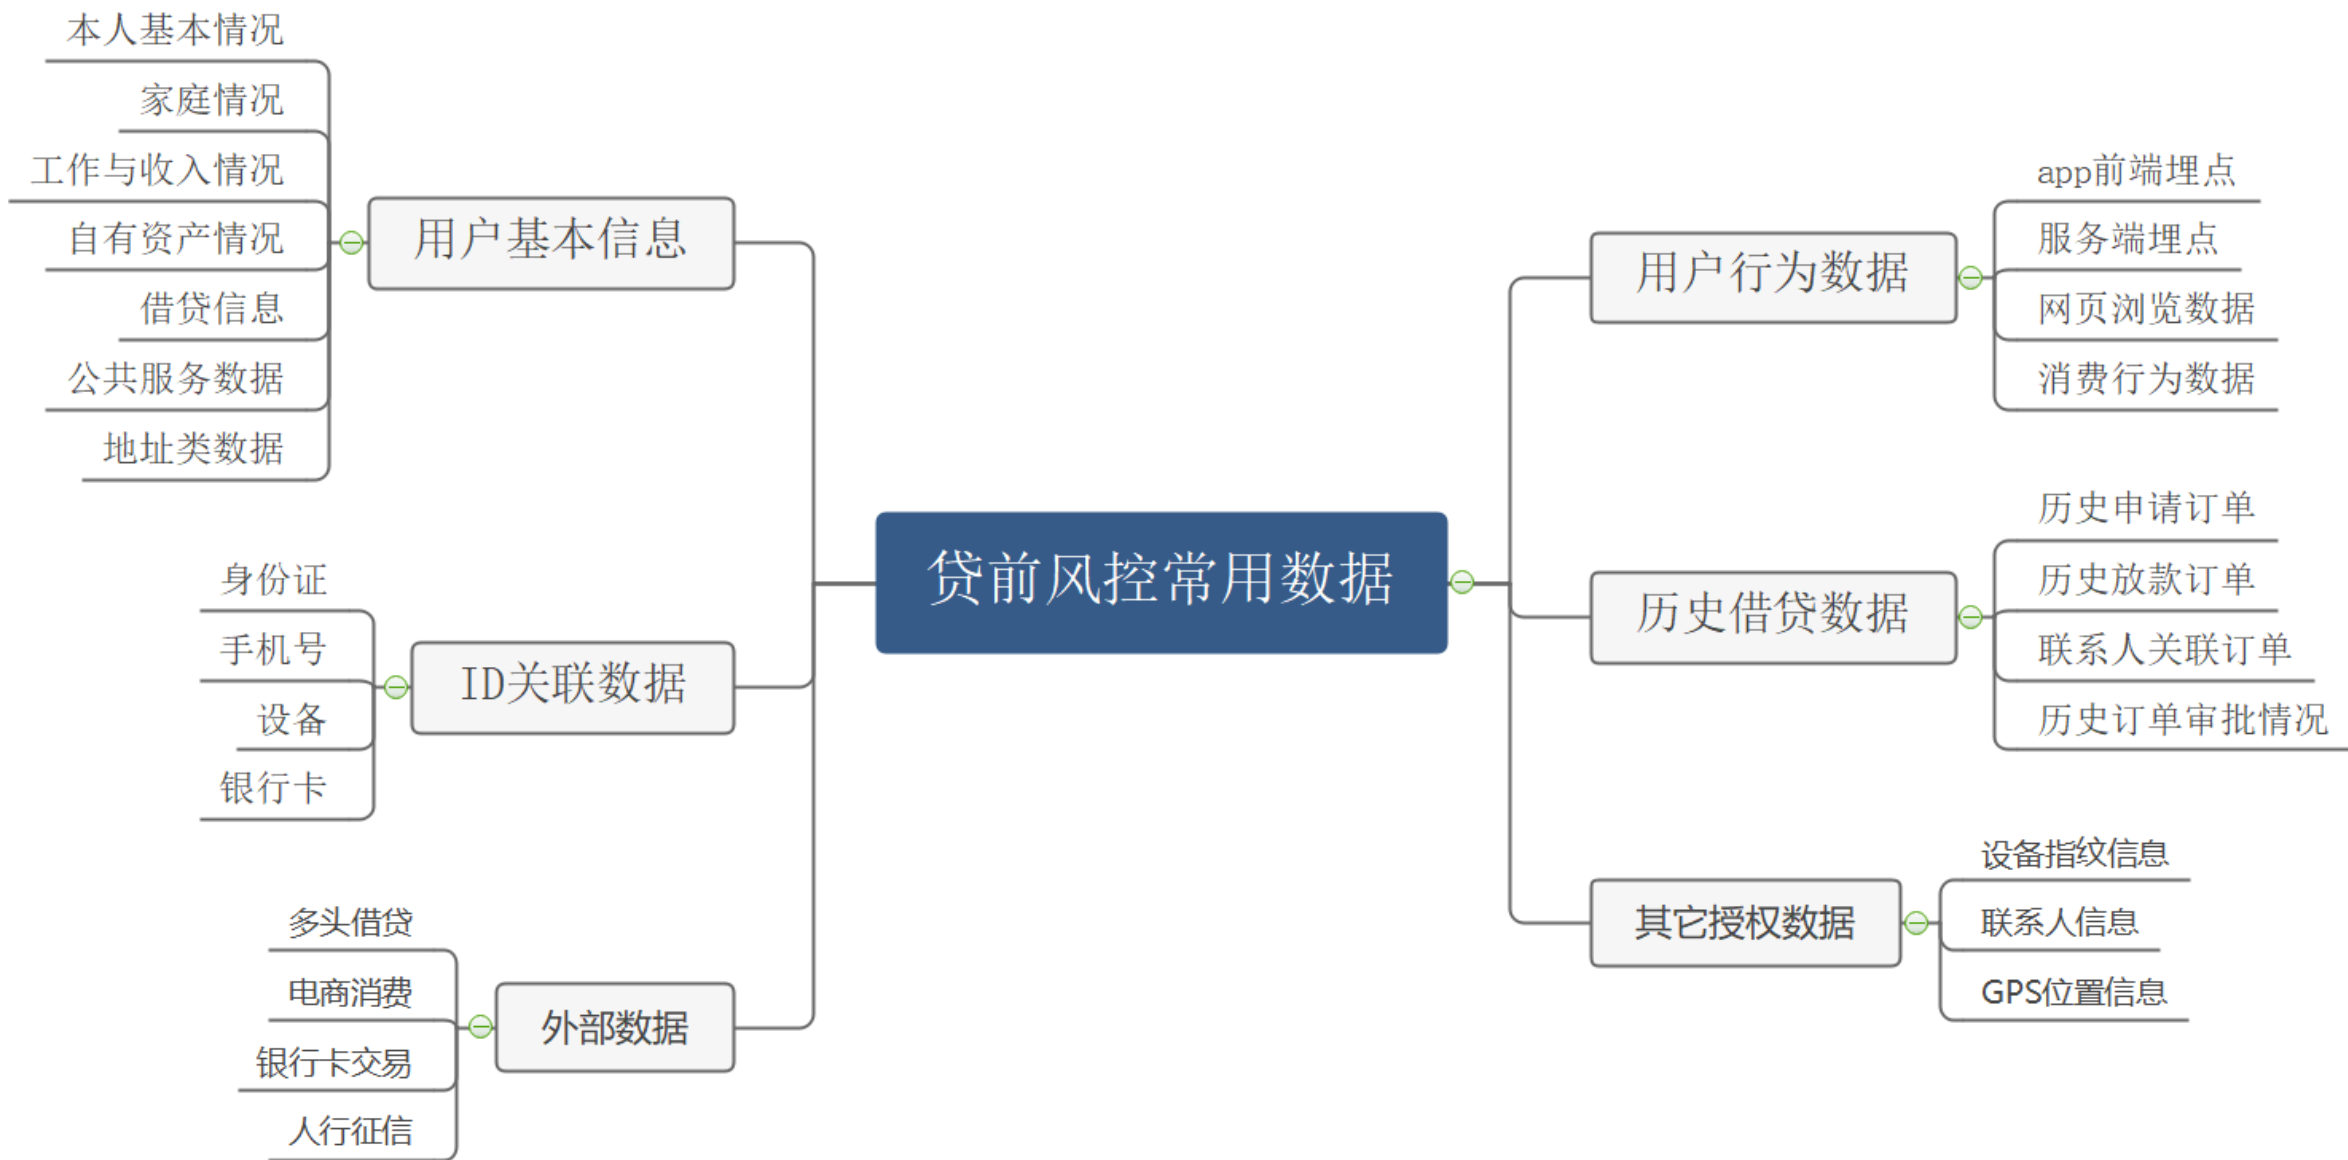 贷前风控常用数据
用户基本信息
本人基本情况
家庭情况
工作与收入情况
自有资产情况
借贷信息
公共服务数据
地址类数据
ID关联数据
身份证
手机号
设备
银行卡
外部数据
多头借贷
电商消费
银行卡交易
人行征信
用户行为数据
app前端埋点
服务端埋点
网页浏览数据
消费行为数据
历史借贷数据
历史申请订单
历史放款订单
联系人关联订单
历史订单审批情况
其它授权数据
设备指纹信息
联系人信息
GPS位置信息